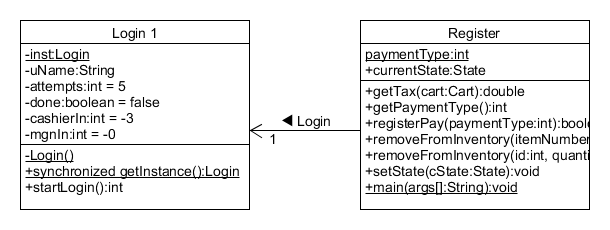 Login 1
-inst:Login
-uName:String
-attempts:int = 5
-done:boolean = false
-cashierIn:int = -3
-mgnIn:int = -0
-Login()
+synchronized getInstance():Login
+startLogin():int
◀ Login
1
Register
paymentType:int
+currentState:State
+getTax(cart:Cart):double
+getPaymentType():int
+registerPay(paymentType:int):boole
+removeFromInventory(itemNumber
+removeFromInventory(id:int, quanti
+setState(cState:State):void
+main(args[]:String):void